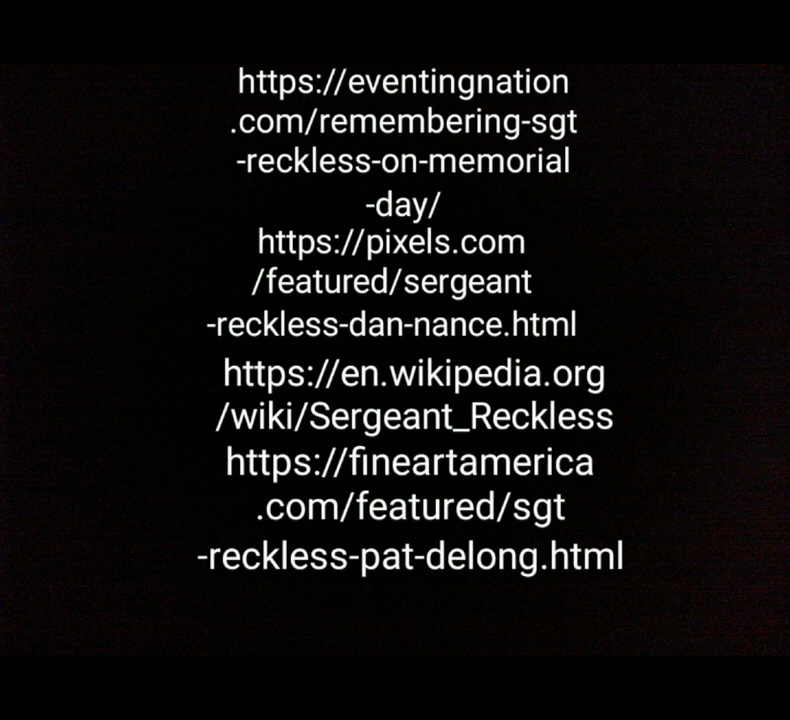 https://eventingnation
.com/remembering-sgt
-reckless-on-memorial
-day/
https://pixels.com
/featured/sergeant
-reckless-dan-nance.html
https://en.wikipedia.org
/wiki/Sergeant_Reckless
https://fineartamerica
.com/featured/sgt
-reckless-pat-delong.html